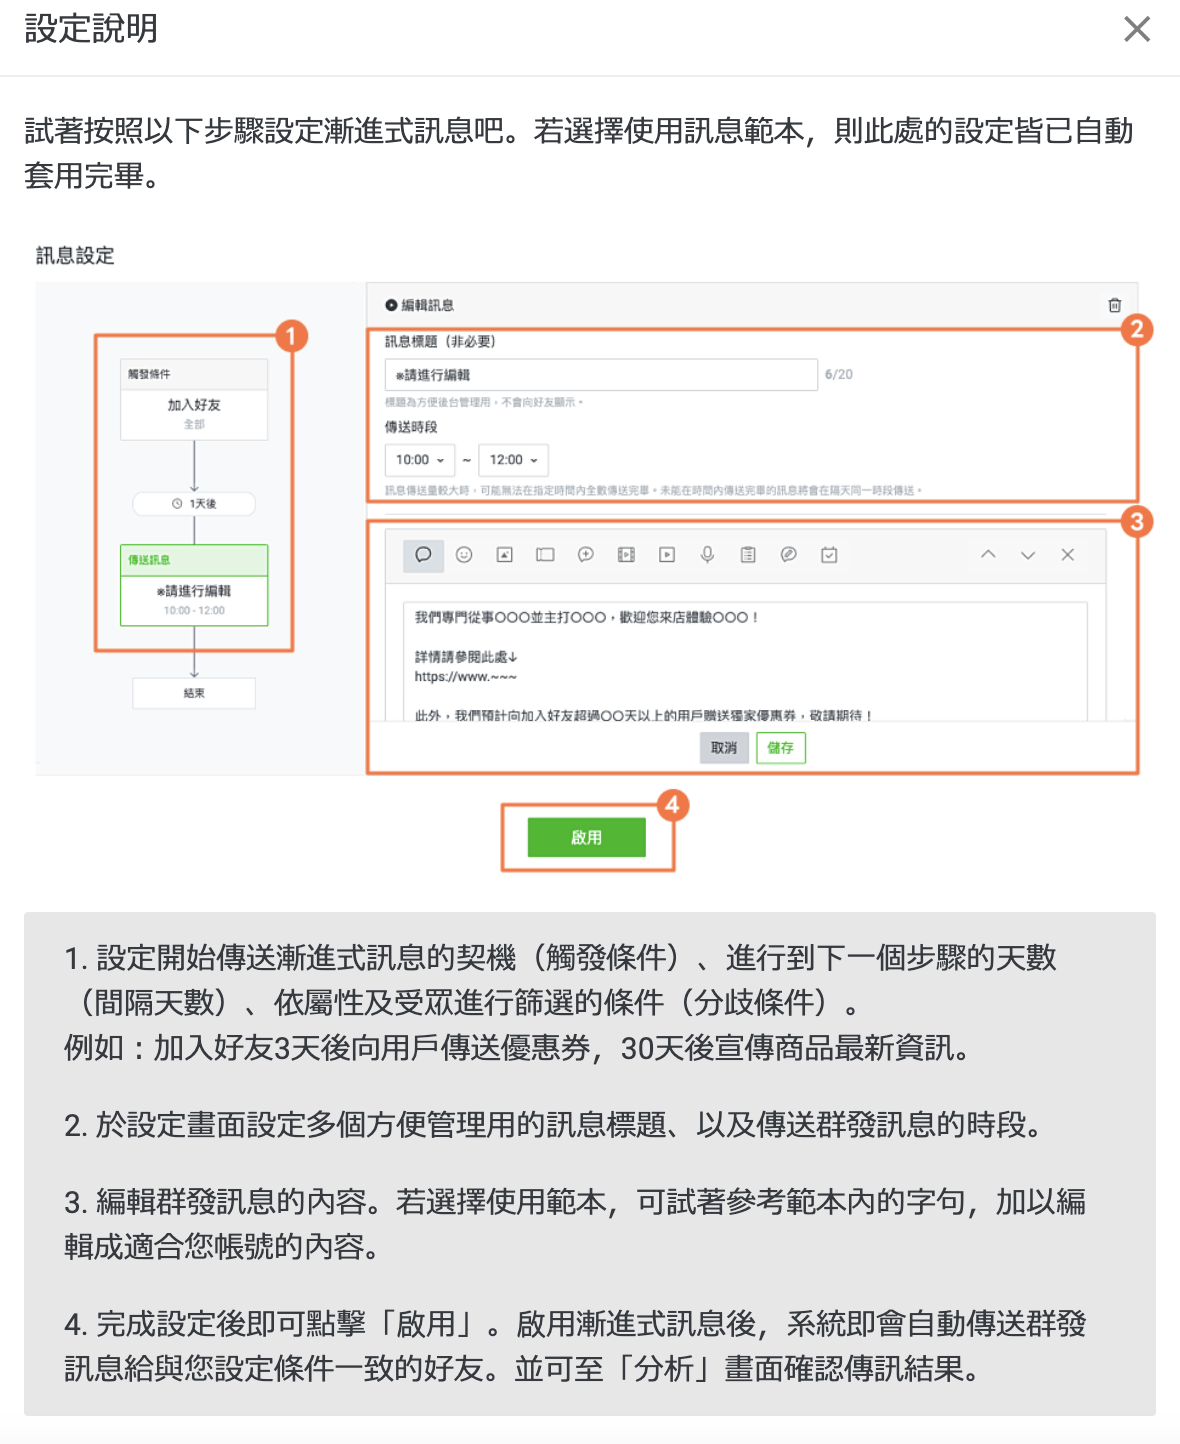 設定說明
試著按照以下步驟設定漸進式訊息吧。若選擇使用訊息範本，則此處的設定皆已自動
套用完畢。
訊息設定
編輯訊息
1
觸發條件
加入好友
全部
1天後
傳送訊息
※請進行編輯
10:00 - 12:00
結束
2
訊息標題（非必要）
※請進行編輯
6/20
標題為方便後台管理用，不會向好友顯示。
傳送時段
10:00 ~ 12:00
訊息傳送量較大時，可能無法在指定時間內全數傳送完畢。未能在時間內傳送完畢的訊息將會在隔天同一時段傳送。
3
我們專門從事〇〇〇並主打〇〇〇，歡迎您來店體驗〇〇〇！
詳情請參閱此處↓
https://www.~~~
此外，我們預計向加入好友超過〇〇天以上的用戶贈送獨家優惠券，敬請期待！
取消 儲存
4
啟用
1. 設定開始傳送漸進式訊息的契機（觸發條件）、進行到下一個步驟的天數
（間隔天數）、依屬性及受眾進行篩選的條件（分歧條件）。
例如：加入好友3天後向用戶傳送優惠券，30天後宣傳商品最新資訊。
2. 於設定畫面設定多個方便管理用的訊息標題、以及傳送群發訊息的時段。
3. 編輯群發訊息的內容。若選擇使用範本，可試著參考範本內的字句，加以編
輯成適合您帳號的內容。
4. 完成設定後即可點擊「啟用」。啟用漸進式訊息後，系統即會自動傳送群發
訊息給與您設定條件一致的好友。並可至「分析」畫面確認傳訊結果。